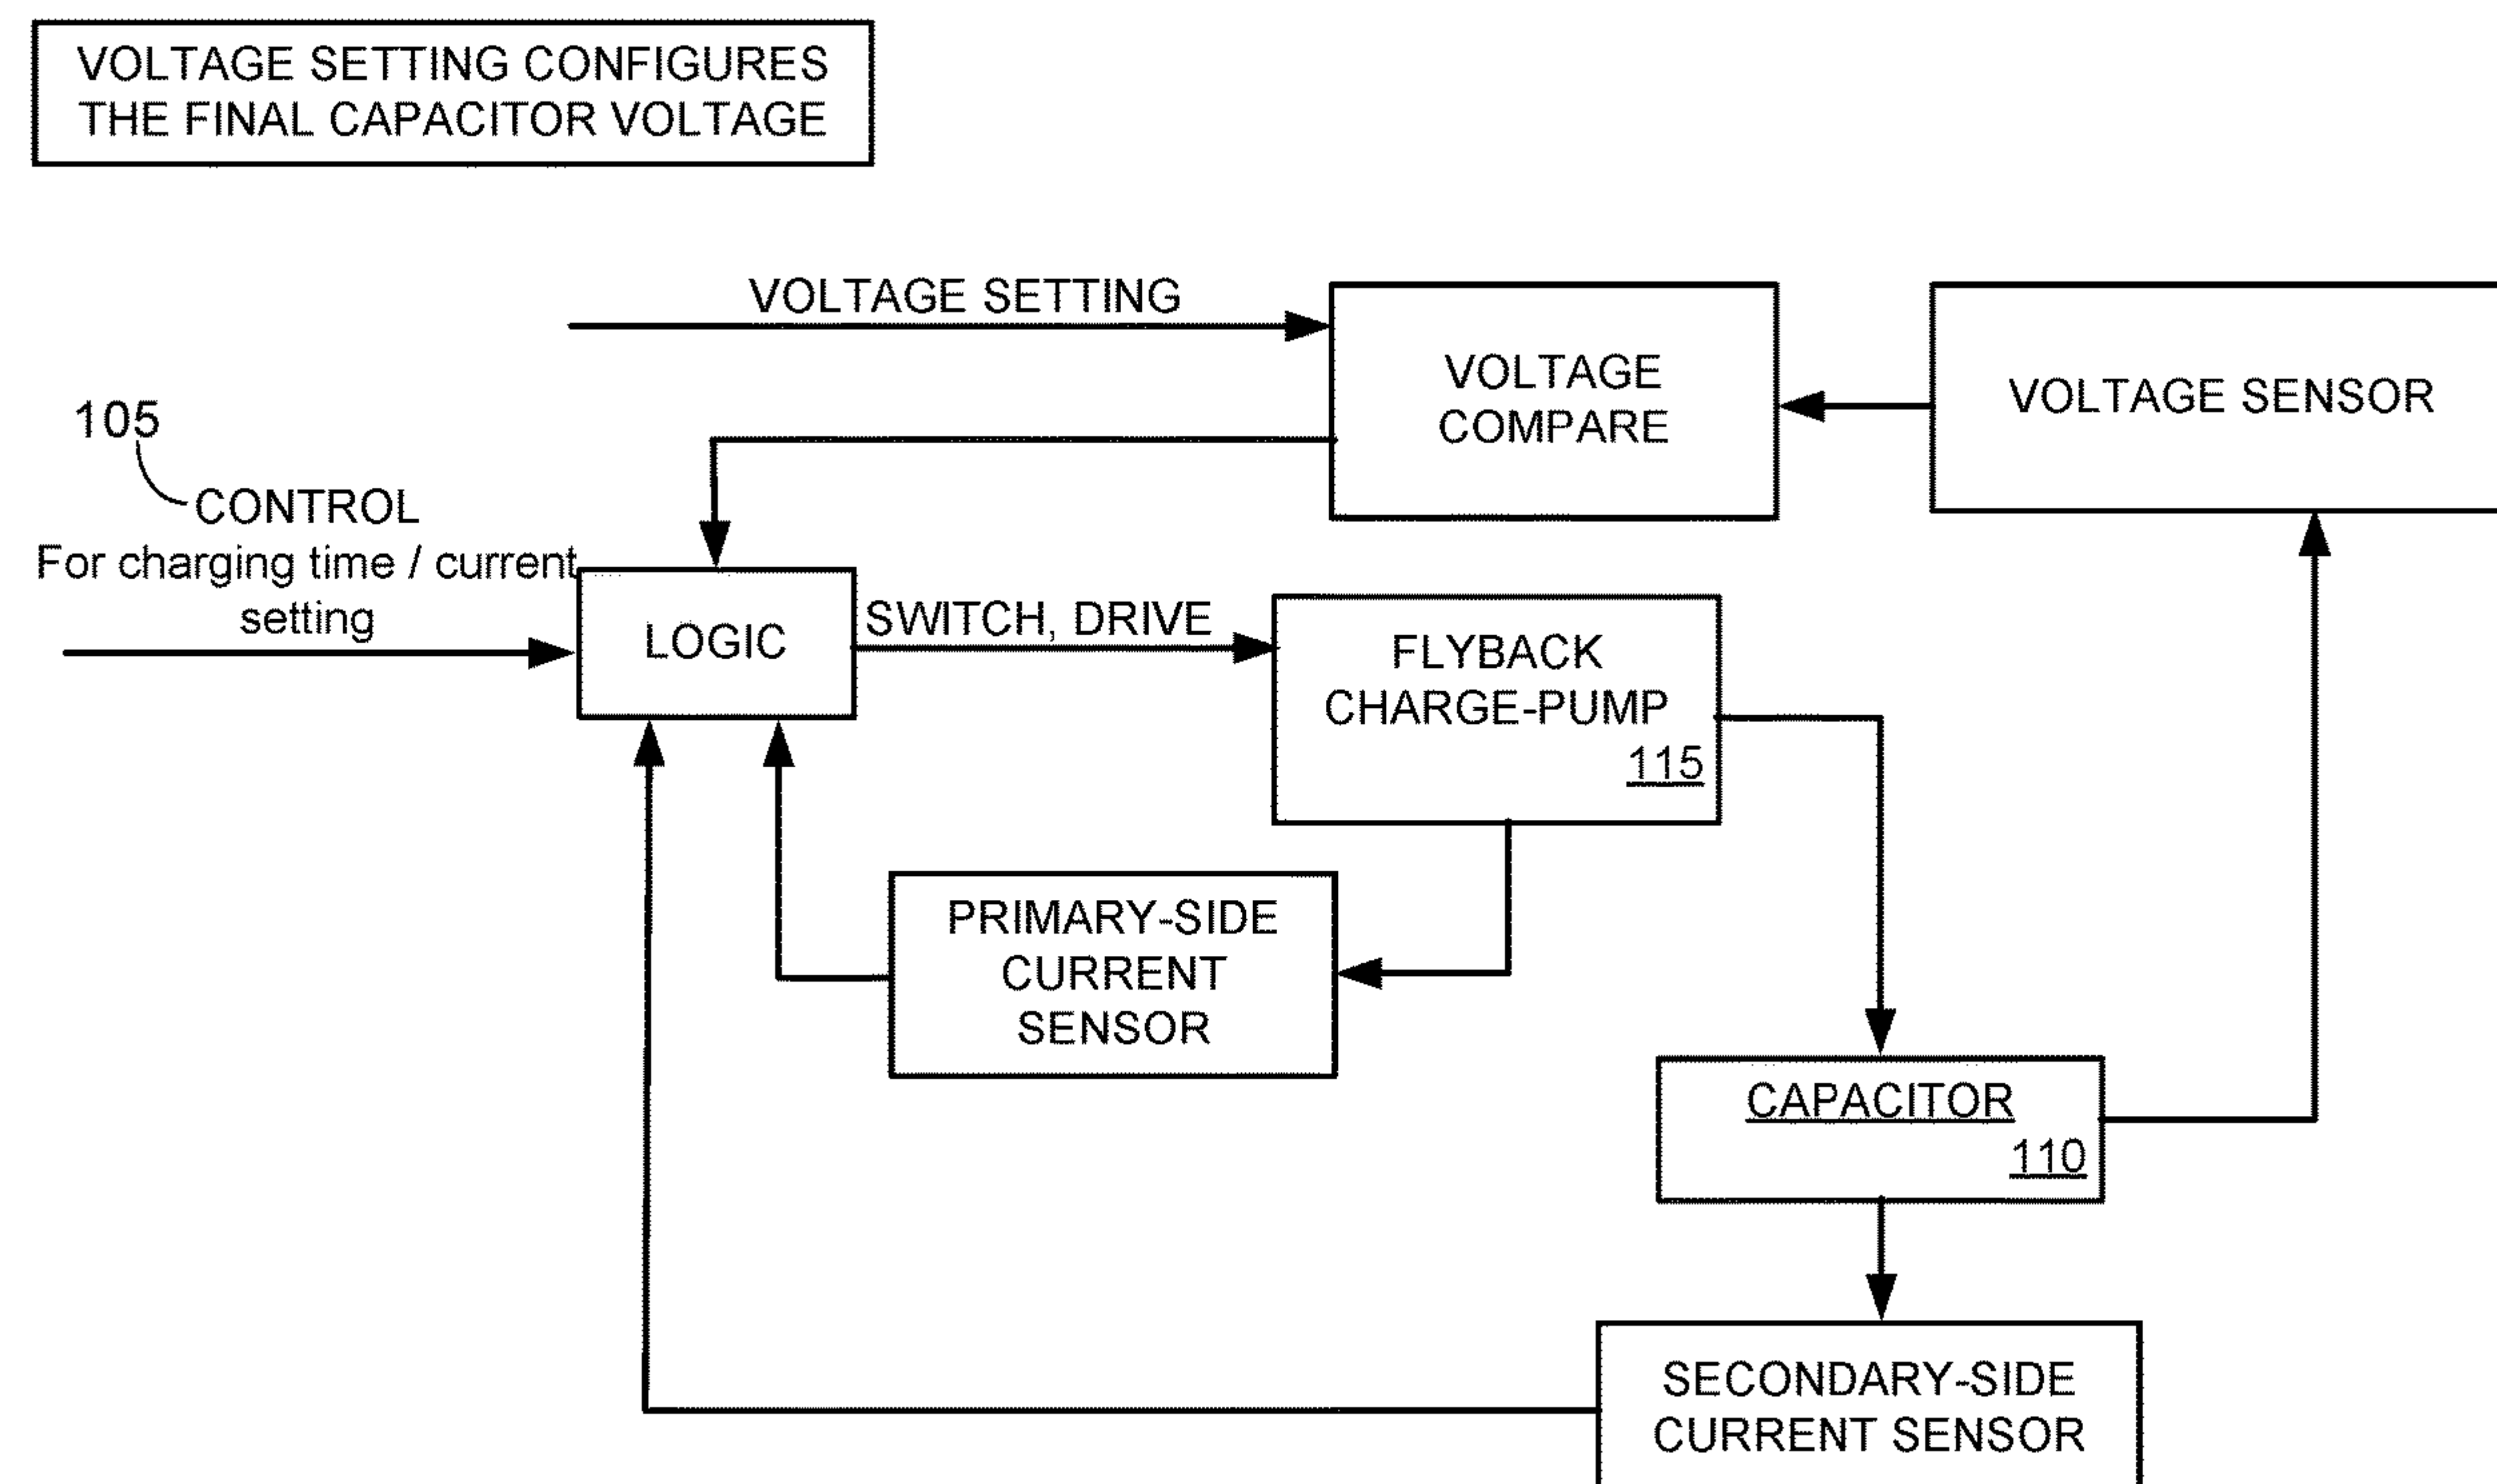 VOLTAGE SETTING CONFIGURES
THE FINAL CAPACITOR VOLTAGE
VOLTAGE SETTING
VOLTAGE
COMPARE
VOLTAGE SENSOR
105
CONTROL
For charging time / current
setting
LOGIC
SWITCH, DRIVE
FLYBACK
CHARGE-PUMP
115
PRIMARY-SIDE
CURRENT
SENSOR
CAPACITOR
110
SECONDARY-SIDE
CURRENT SENSOR